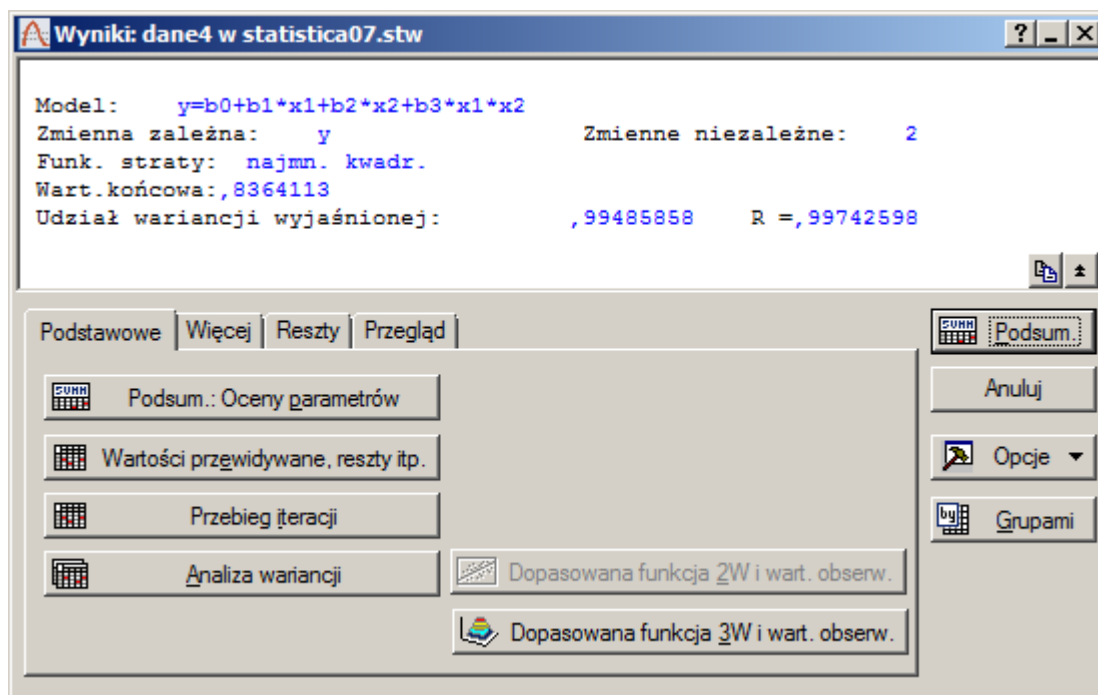 Wyniki: dane4 w statistica07.stw
Model: y=b0+b1*x1+b2*x2+b3*x1*x2
Zmienna zależna: y Zmienne niezależne: 2
Funk. straty: najmn. kwadr.
Wart.końcowa:,8364113
Udział wariancji wyjaśnionej: ,99485858 R =,99742598
Podstawowe Więcej Reszty Przegląd
Podsum.: Oceny parametrów
Wartości przewidywane, reszty itp.
Przebieg iteracji
Analiza wariancji
Dopasowana funkcja 2W i wart. obserw.
Dopasowana funkcja 3W i wart. obserw.
SUMM Podsum.
Anuluj
Opcje
by Grupami